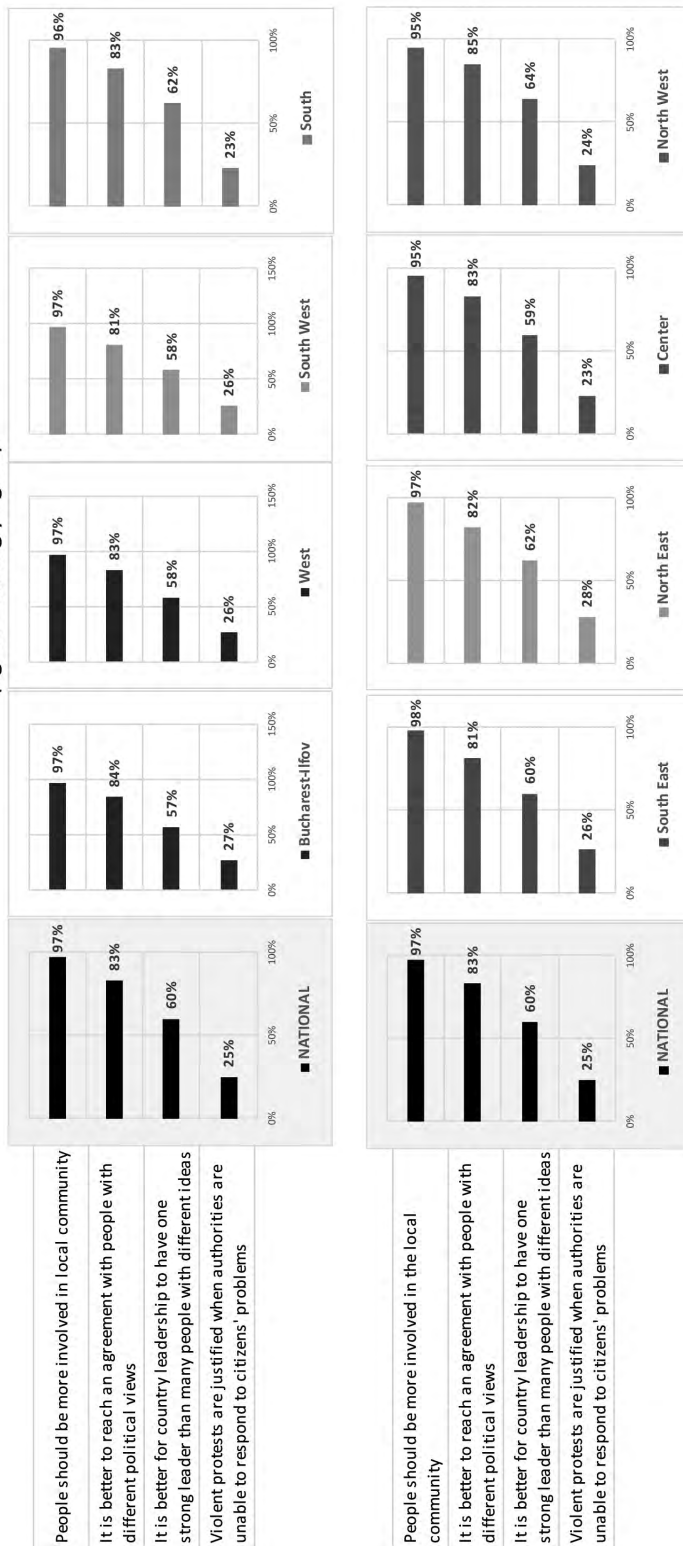 People should be more involved in local community
It is better to reach an agreement with people with
different political views
It is better for country leadership to have one
strong leader than many people with different ideas
Violent protests are justified when authorities are
unable to respond to citizens' problems
97%
83%
60%
25%
0%
50%
100%
NATIONAL
97%
84%
57%
27%
0%
50%
100%
150%
Bucharest-Ilfov
97%
83%
58%
26%
0%
50%
100%
150%
West
97%
81%
58%
26%
0%
50%
100%
150%
South West
96%
83%
62%
23%
0%
50%
100%
South
People should be more involved in the local
community
It is better to reach an agreement with people with
different political views
It is better for country leadership to have one
strong leader than many people with different ideas
Violent protests are justified when authorities are
unable to respond to citizens' problems
97%
83%
60%
25%
0%
50%
100%
NATIONAL
98%
81%
60%
26%
0%
50%
100%
South East
97%
82%
62%
28%
0%
50%
100%
North East
95%
83%
59%
23%
0%
50%
100%
Center
95%
85%
64%
24%
0%
50%
100%
North West